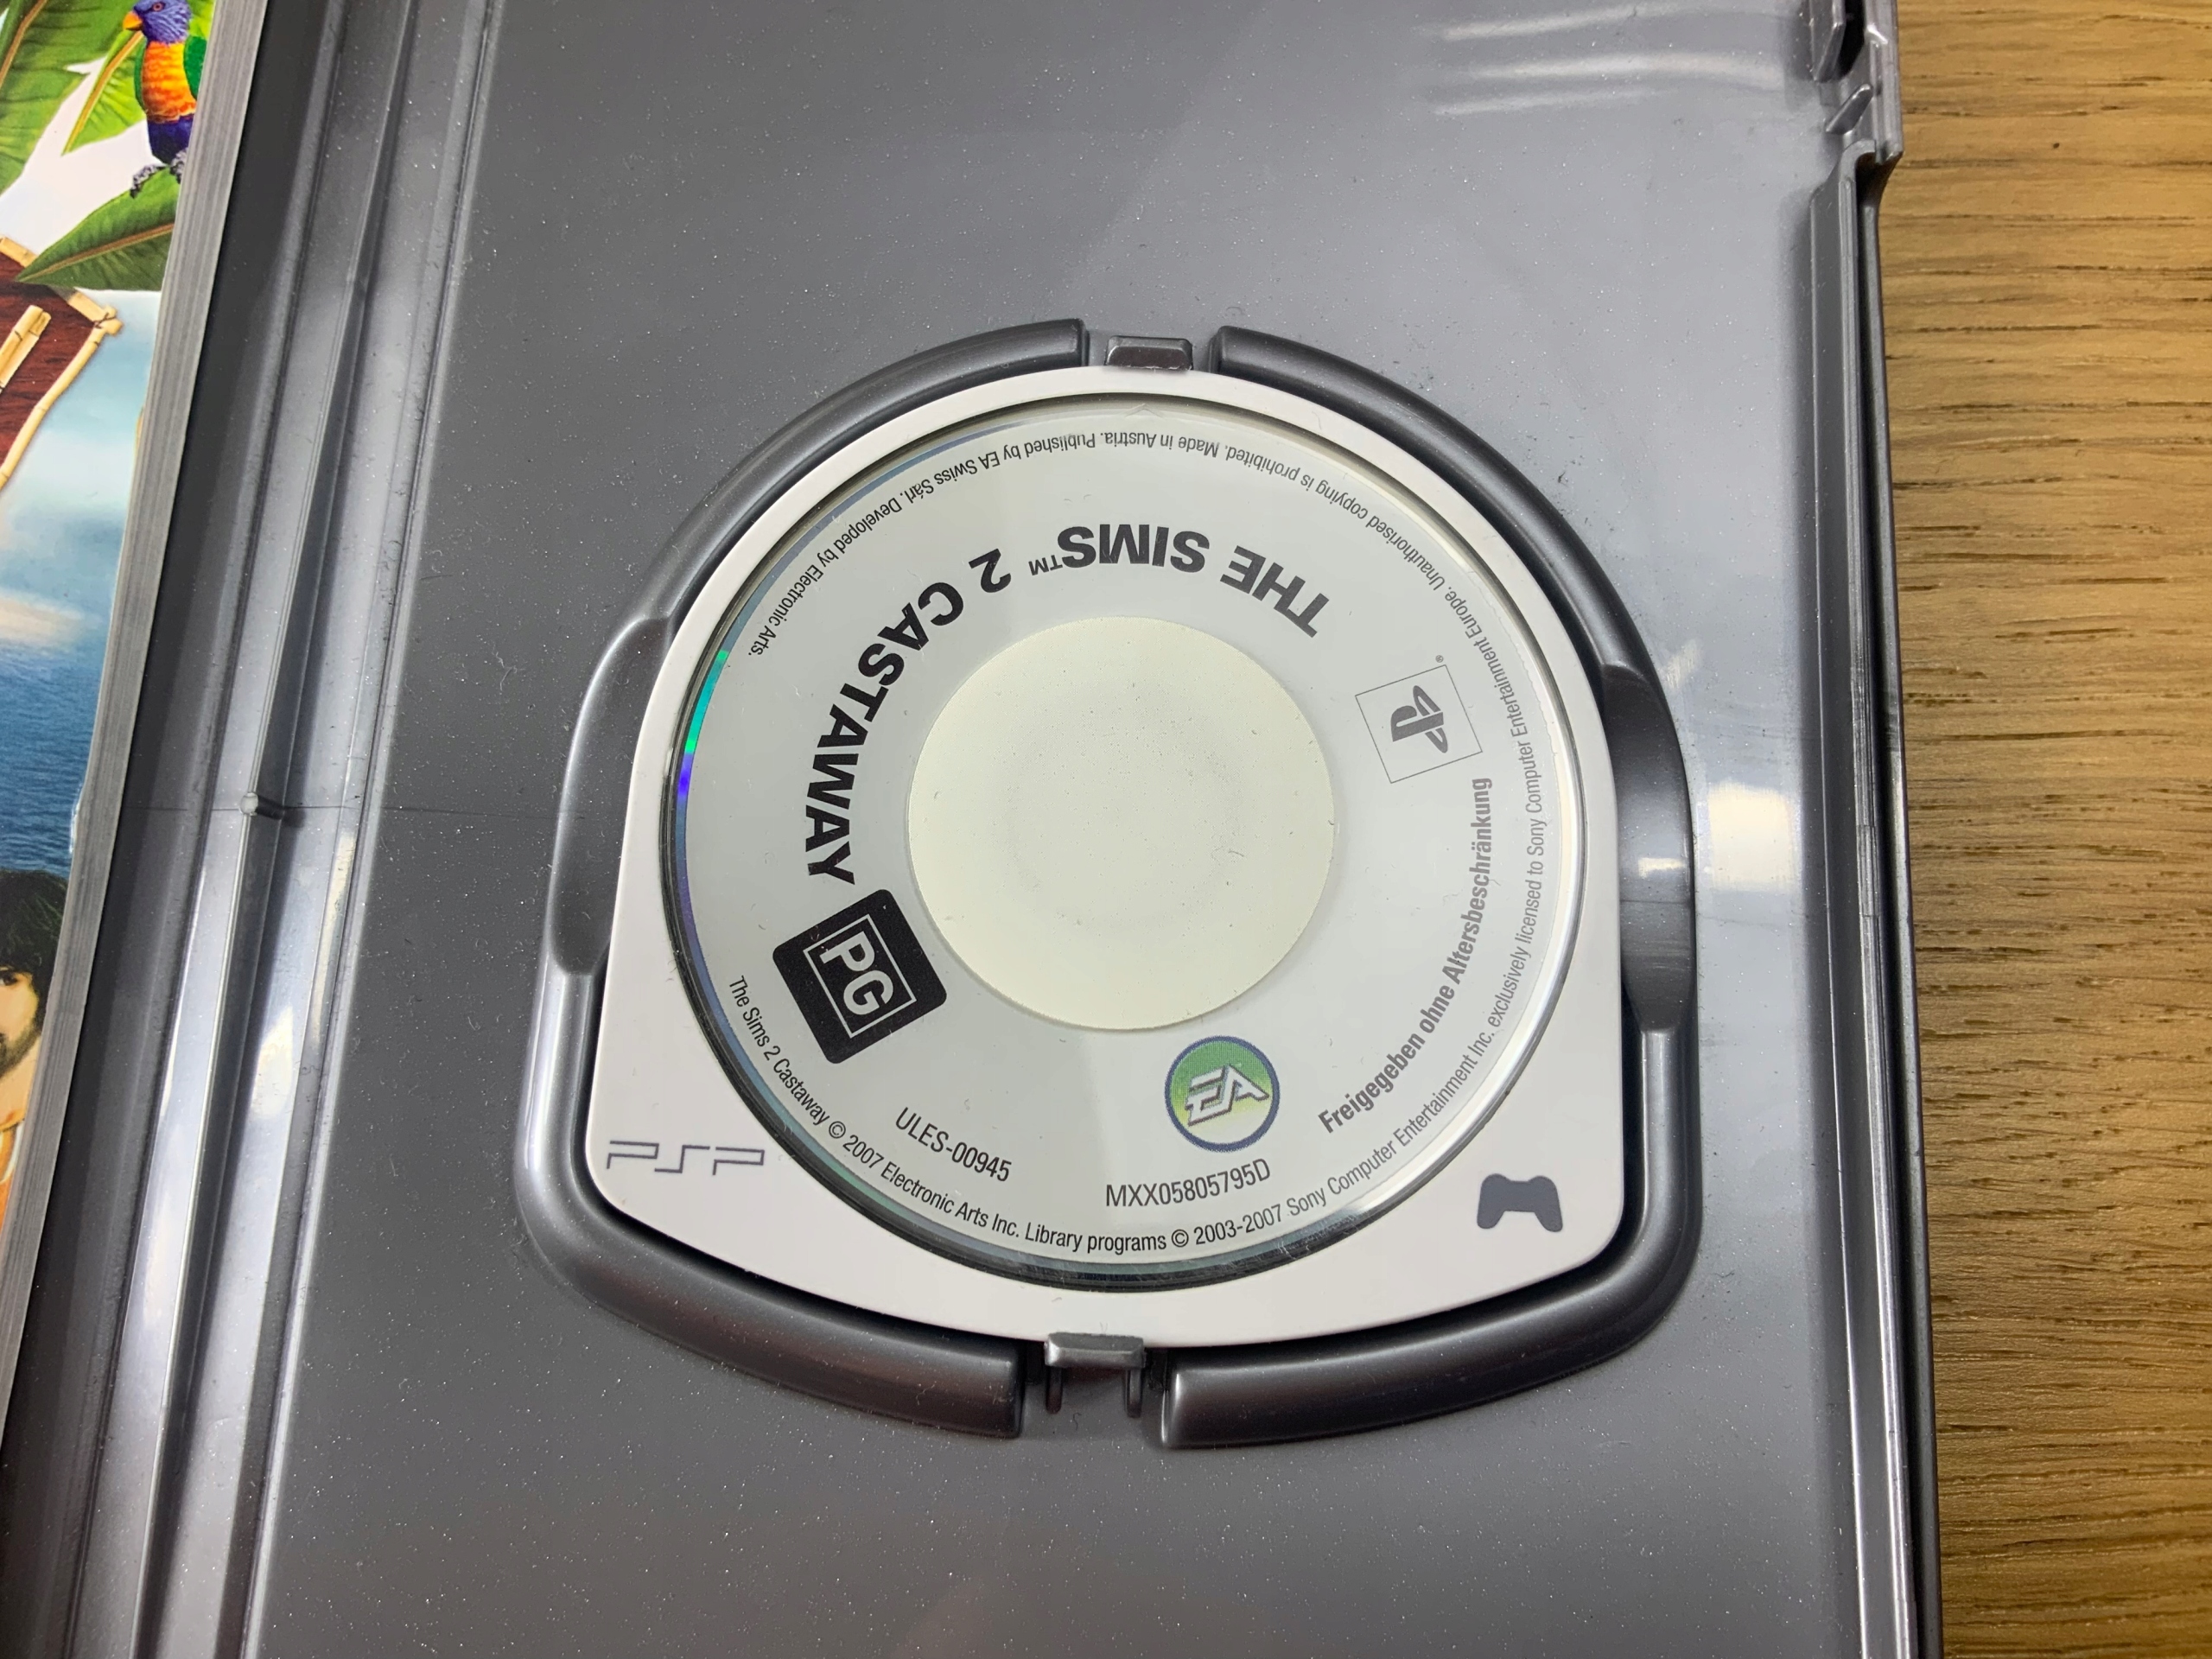 THE SIMS™ 2 CASTAWAY
PG
ULES-00945
MXX05805795D
EA
Freigegeben ohne Altersbeschränkung
®
The Sims 2 Castaway © 2007 Electronic Arts Inc. Library programs © 2003-2007 Sony Computer Entertainment Inc. exclusively licensed to Sony Computer Entertainment Europe. Unauthorised copying is prohibited. Made in Austria. Published by EA Swiss Sàrl. Developed by Electronic Arts.
PSP